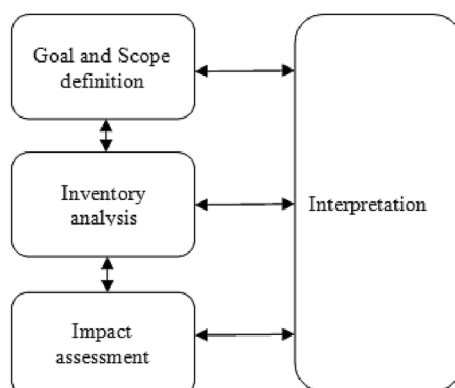 Goal and Scope
definition
Inventory
analysis
Interpretation
Impact
assessment